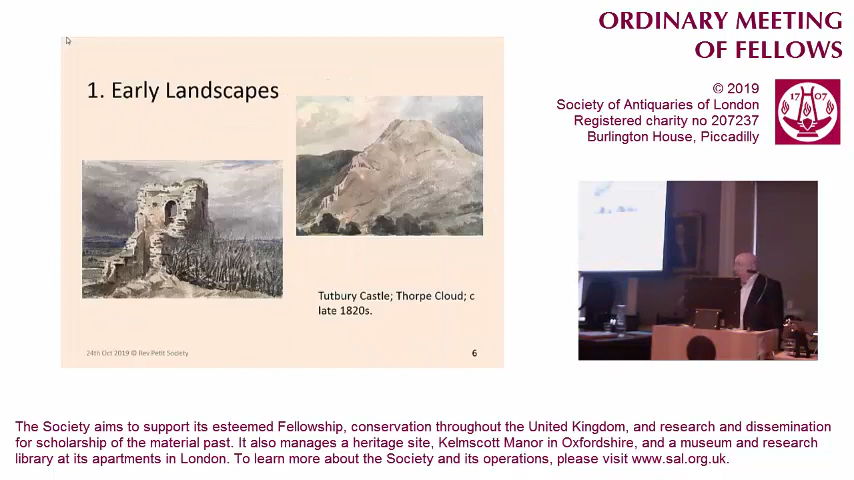 ORDINARY MEETING
OF FELLOWS
© 2019
Society of Antiquaries of London
Registered charity no 207237
Burlington House, Piccadilly
1707
1. Early Landscapes
Tutbury Castle; Thorpe Cloud; c
late 1820s.
24th Oct 2019 © Rev Petit Society
6
The Society aims to support its esteemed Fellowship, conservation throughout the United Kingdom, and research and dissemination
for scholarship of the material past. It also manages a heritage site, Kelmscott Manor in Oxfordshire, and a museum and research
library at its apartments in London. To learn more about the Society and its operations, please visit www.sal.org.uk.